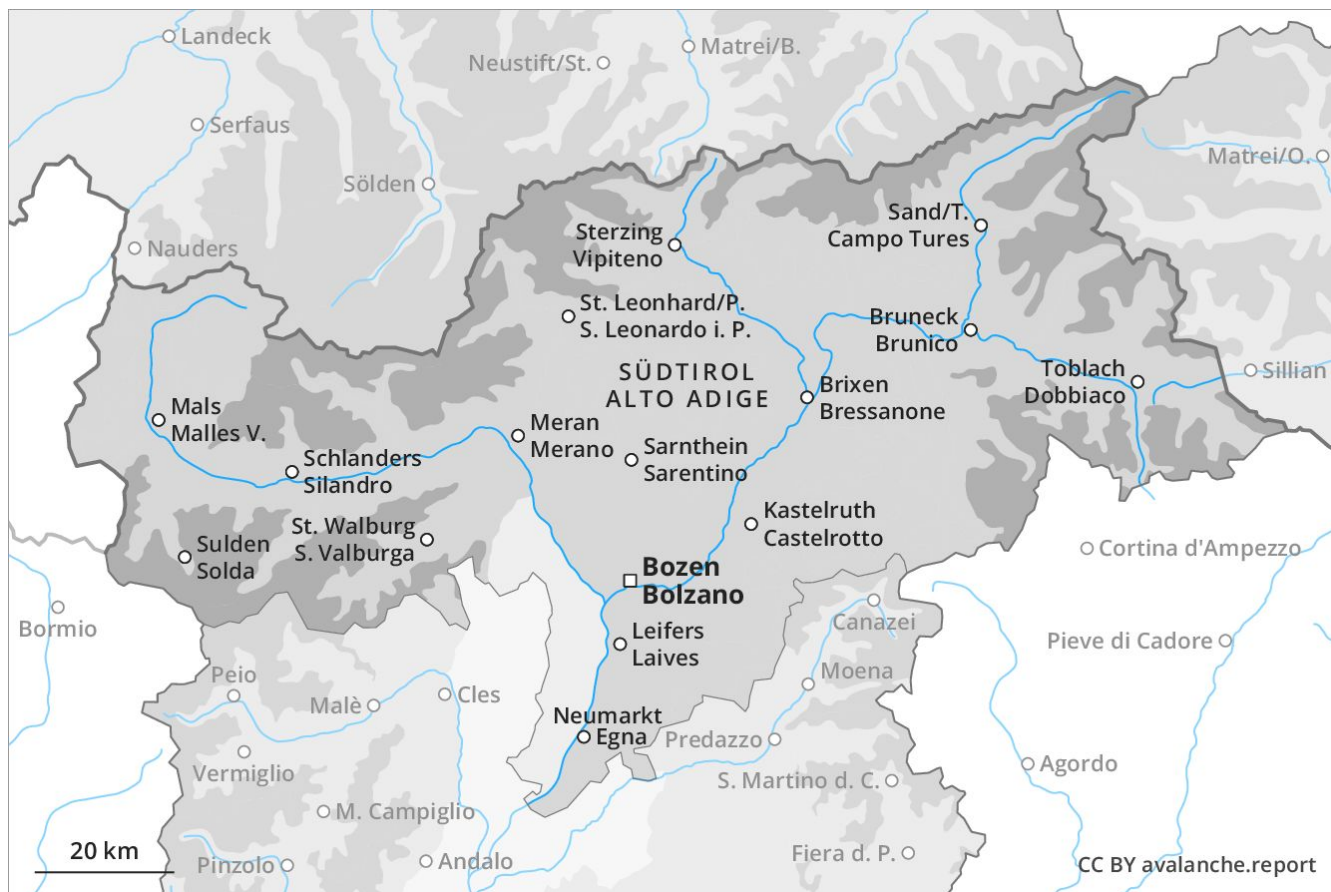 Landeck
Matrei/B.
Neustift/St.
Serfaus
Matrei/O.
Sölden
Sand/T.
Campo Tures
Sterzing
Vipiteno
Nauders
St. Leonhard/P.
S. Leonardo i. P.
Bruneck
Brunico
SÜDTIROL
ALTO ADIGE
Toblach
Dobbiaco
Sillian
Brixen
Bressanone
Mals
Malles V.
Meran
Merano
Sarnthein
Sarentino
Schlanders
Silandro
Kastelruth
Castelrotto
St. Walburg
S. Valburga
Sulden
Solda
Cortina d'Ampezzo
Bozen
Bolzano
Bormio
Canazei
Leifers
Laives
Pieve di Cadore
Peio
Moena
Malè
Cles
Neumarkt
Egna
Predazzo
Vermiglio
Agordo
S. Martino d. C.
M. Campiglio
20 km
Pinzolo
Andalo
Fiera d. P.
CC BY avalanche.report